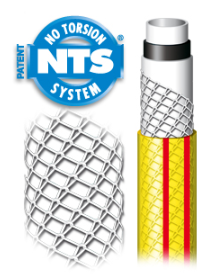 PATENT
NO TORSION
®
NTS
SYSTEM